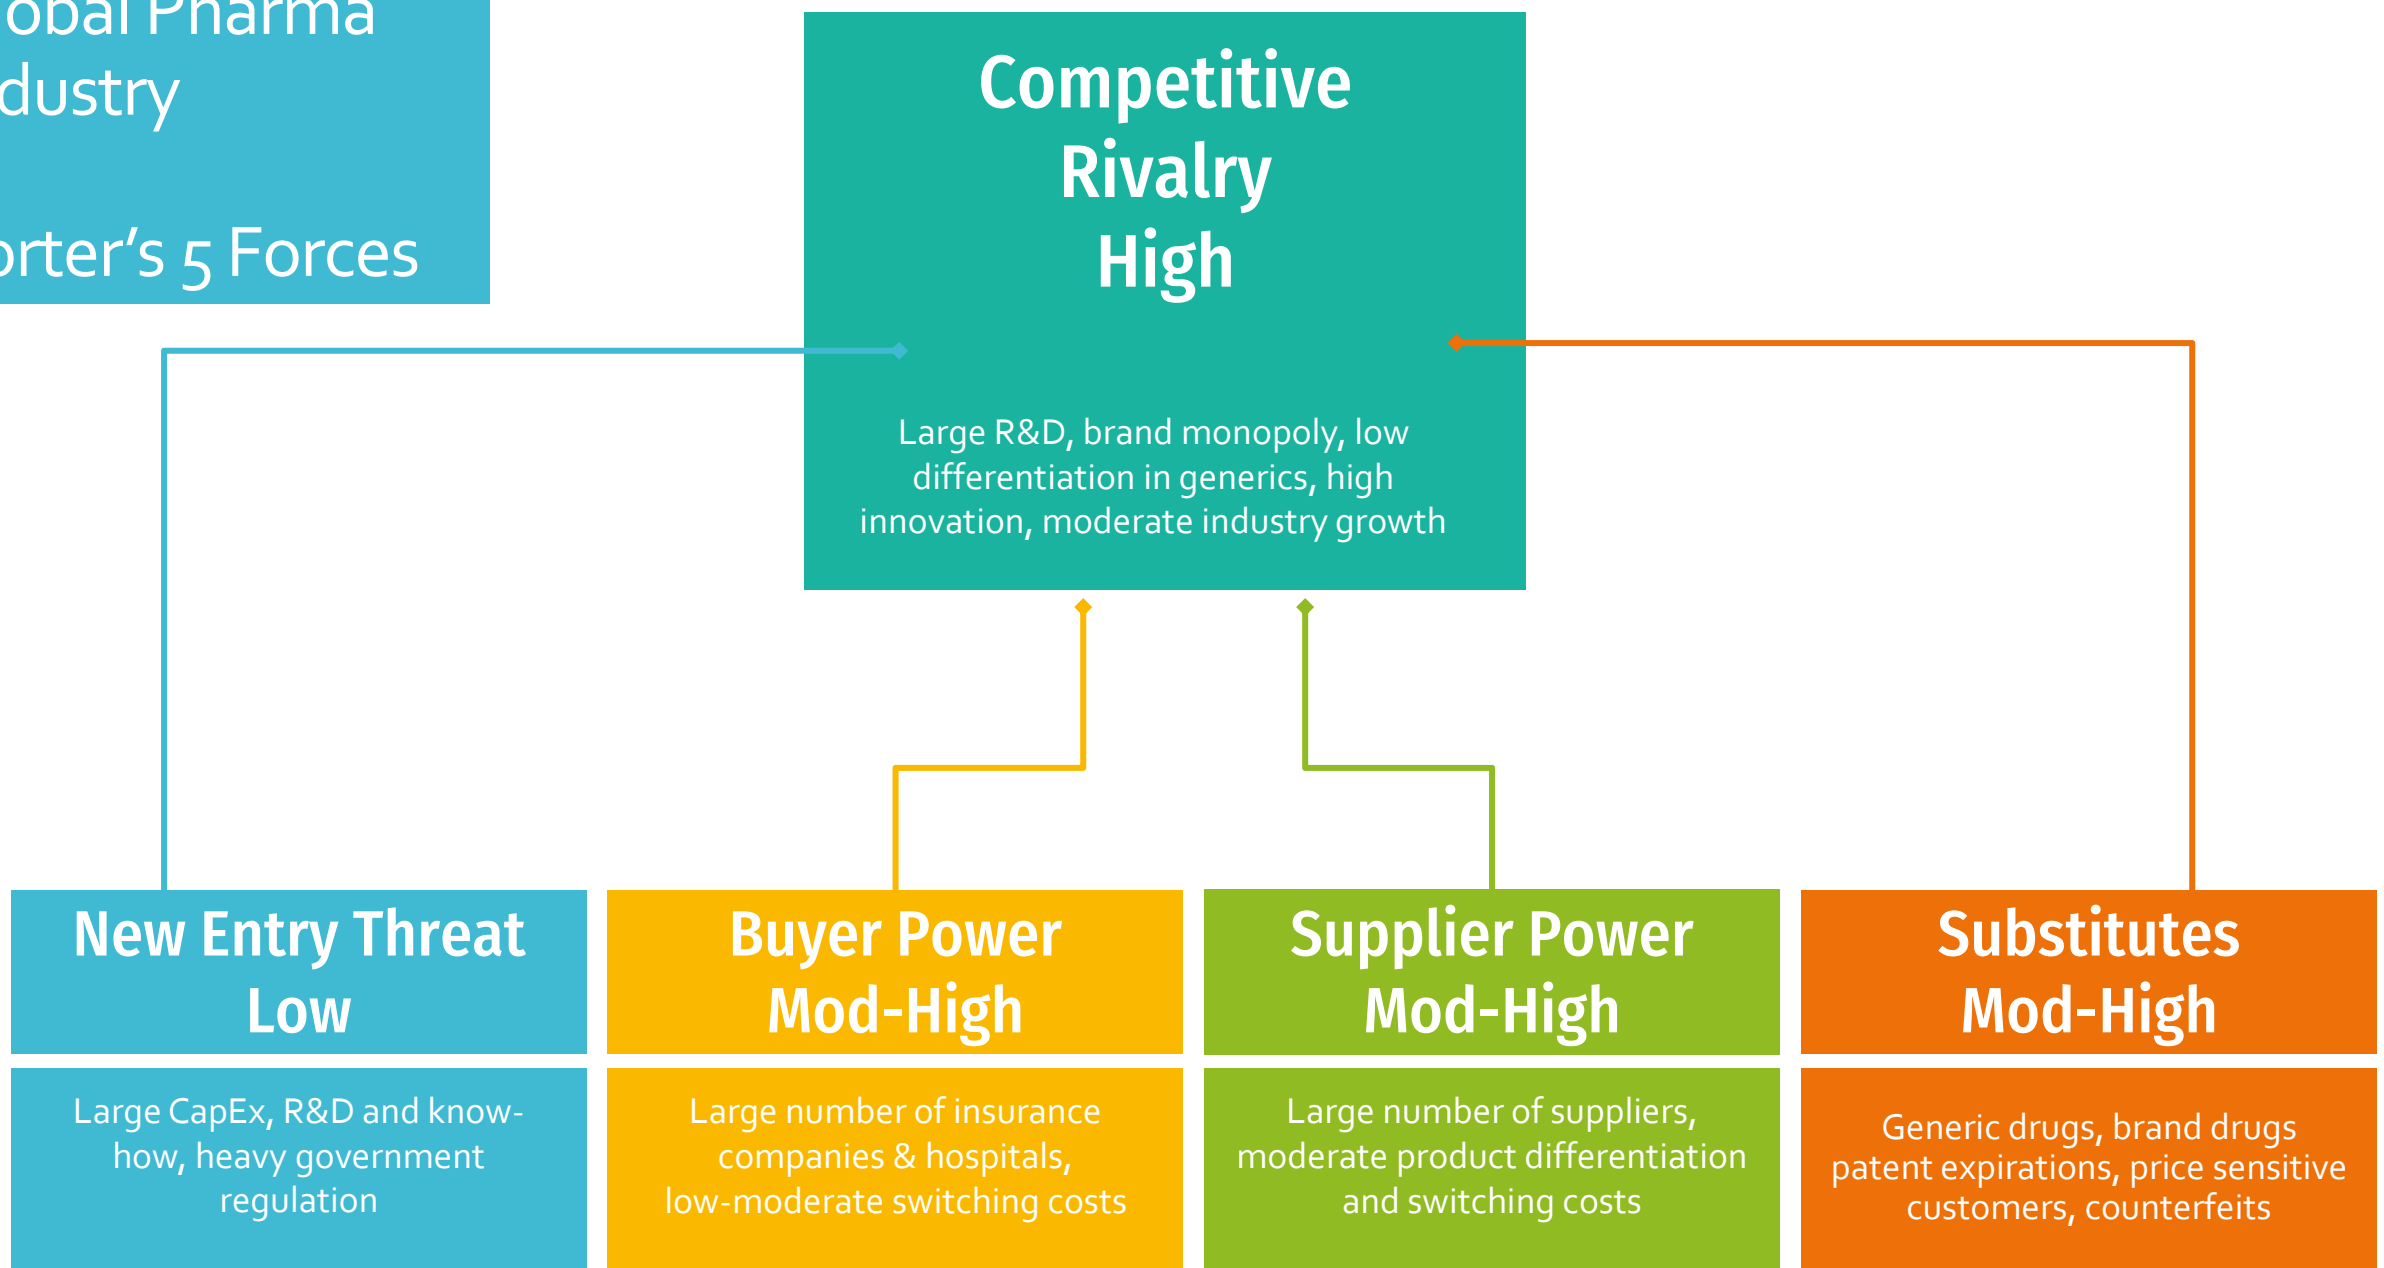 obal Pharma
dustry
orter’s 5 Forces
Competitive
Rivalry
High
Large R&D, brand monopoly, low
differentiation in generics, high
innovation, moderate industry growth
New Entry Threat
Low
Large CapEx, R&D and know-
how, heavy government
regulation
Buyer Power
Mod-High
Large number of insurance
companies & hospitals,
low-moderate switching costs
Supplier Power
Mod-High
Large number of suppliers,
moderate product differentiation
and switching costs
Substitutes
Mod-High
Generic drugs, brand drugs
patent expirations, price sensitive
customers, counterfeits